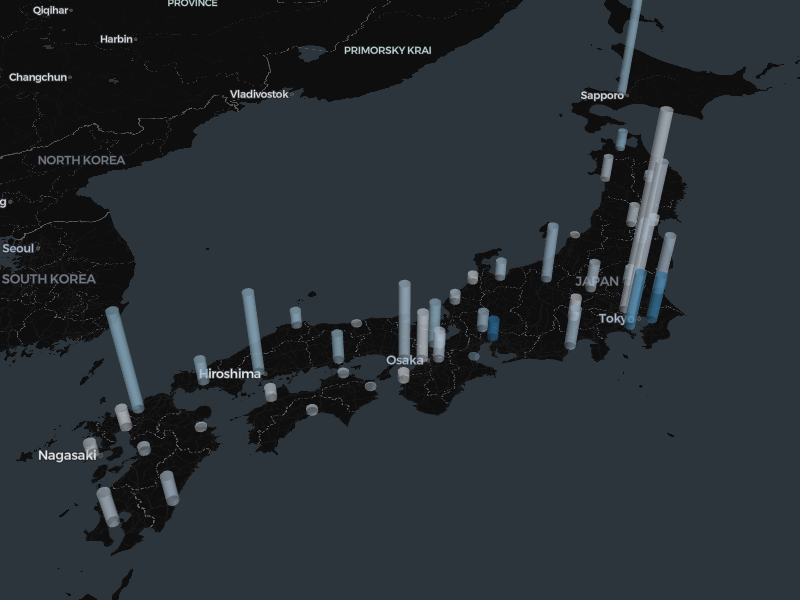 PROVINCE
Qiqihar
Harbin
PRIMORSKY KRAI
Changchun
Vladivostok
Sapporo
NORTH KOREA
g
Seoul
SOUTH KOREA
JAPAN
Tokyo
Osaka
Hiroshima
Nagasaki